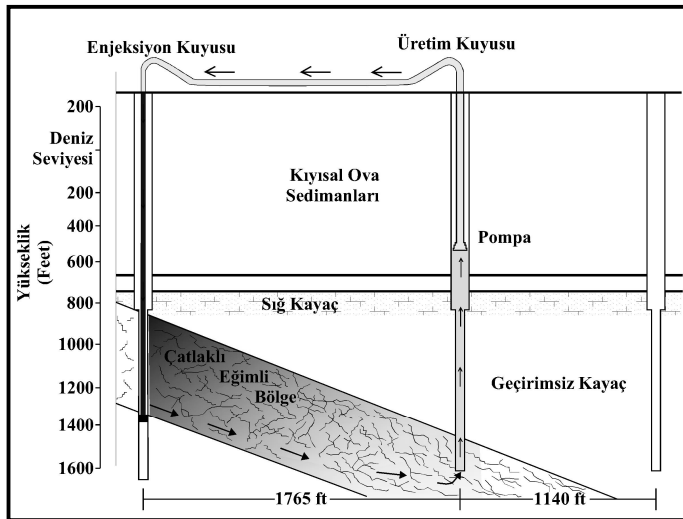 Enjeksiyon Kuyusu
Üretim Kuyusu
200
Deniz
Seviyesi
200
400
600
800
1000
1200
1400
1600
Yükseklik
(Feet)
Kıyısal Ova
Sedimanları
Pompa
Sığ Kayaç
Çatlaklı
Eğimli
Bölge
Geçirimsiz Kayaç
1765 ft
1140 ft